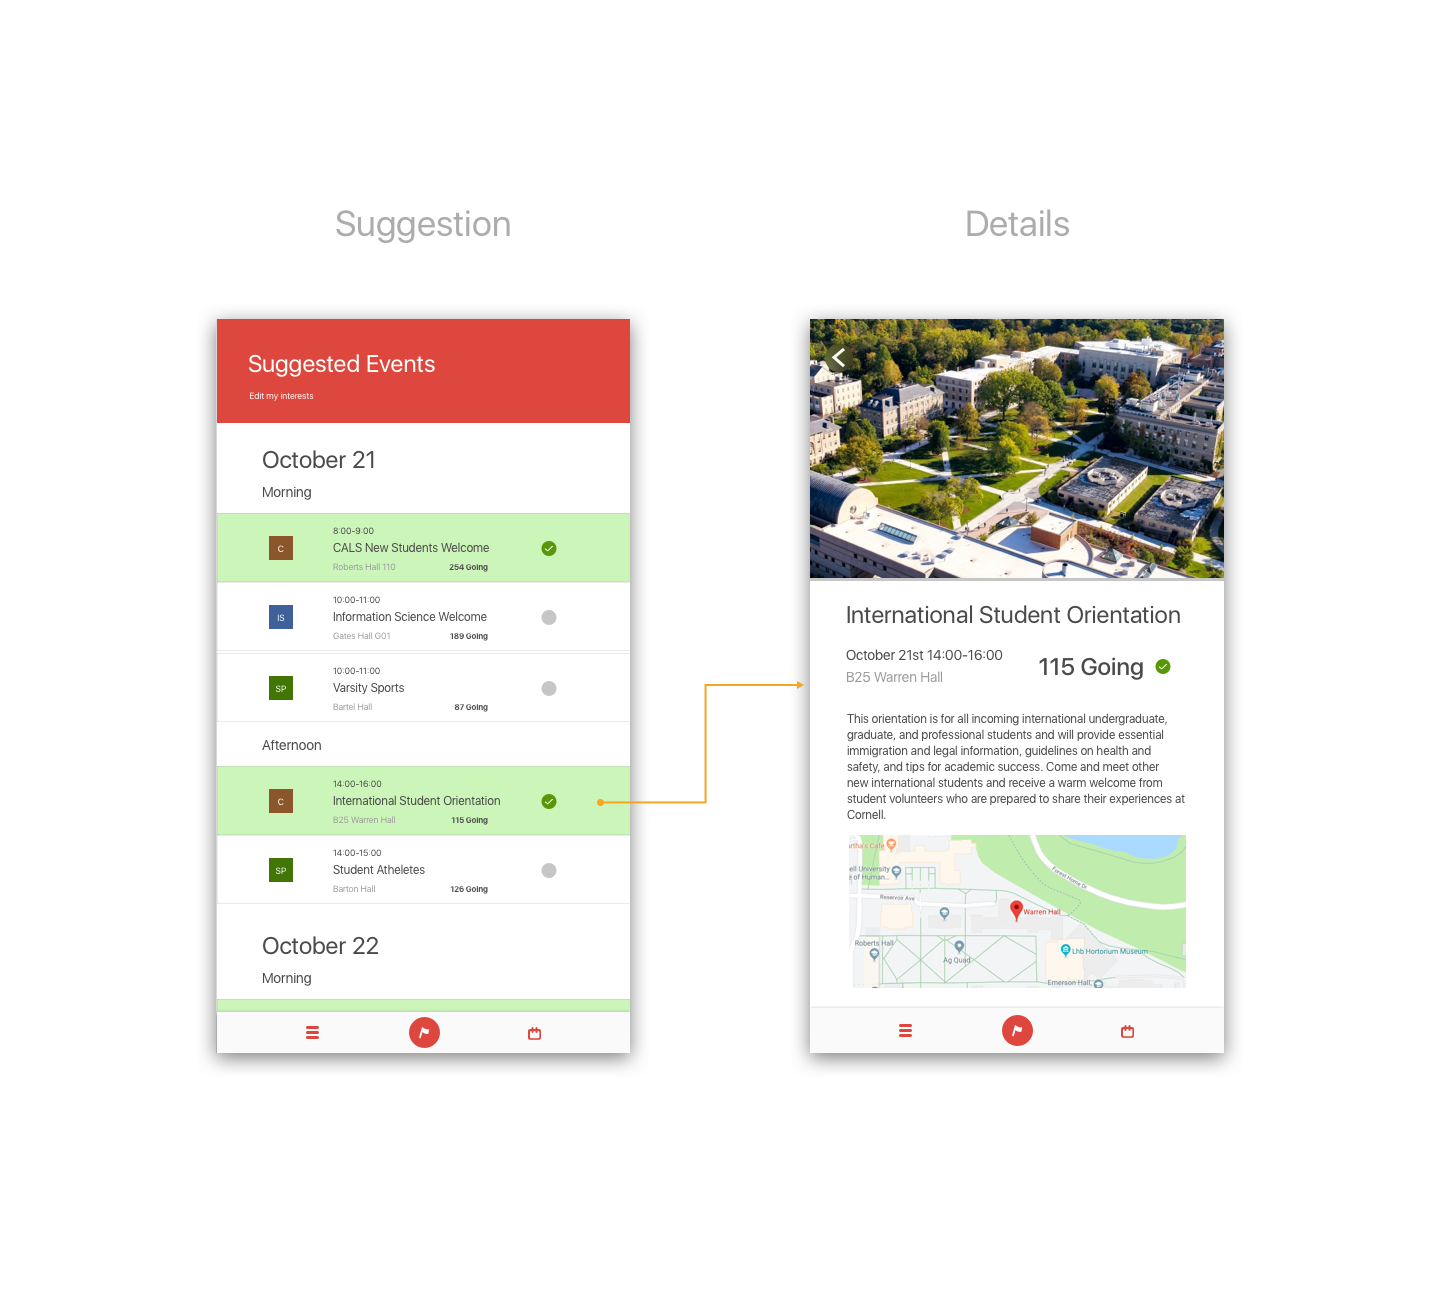 Suggestion
Details
Suggested Events
Edit my interests
October 21
Morning
8:00-9:00
C
CALS New Students Welcome
Roberts Hall 110
254 Going
10:00-11:00
IS
Information Science Welcome
Gates Hall G01
189 Going
10:00-11:00
SP
Varsity Sports
Bartel Hall
87 Going
Afternoon
14:00-16:00
C
International Student Orientation
B25 Warren Hall
115 Going
14:00-15:00
SP
Student Atheletes
Barton Hall
126 Going
October 22
Morning
International Student Orientation
October 21st 14:00-16:00
B25 Warren Hall
115 Going
This orientation is for all incoming international undergraduate,
graduate, and professional students and will provide essential
immigration and legal information, guidelines on health and
safety, and tips for academic success. Come and meet other
new international students and receive a warm welcome from
student volunteers who are prepared to share their experiences at
Cornell.
artha's Cafe
ell University
e of Human...
Forest Home Dr
Reservoir Ave
Warren Hall
Roberts Hall
Ag Quad
Lhb Hortorium Museum
Emerson Hall,